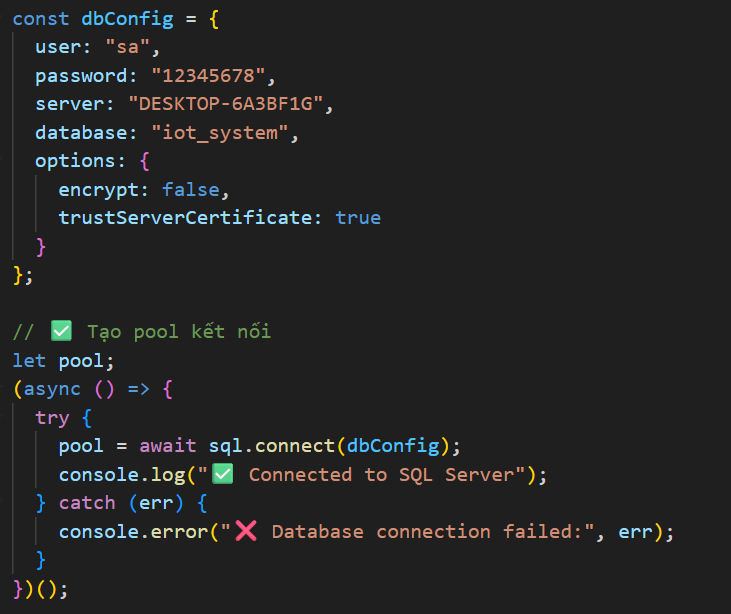 const dbConfig = {
  user: "sa",
  password: "12345678",
  server: "DESKTOP-6A3BF1G",
  database: "iot_system",
  options: {
    encrypt: false,
    trustServerCertificate: true
  }
};

// ✅ Tạo pool kết nối
let pool;
(async () => {
  try {
    pool = await sql.connect(dbConfig);
    console.log("✅ Connected to SQL Server");
  } catch (err) {
    console.error("❌ Database connection failed:", err);
  }
})();